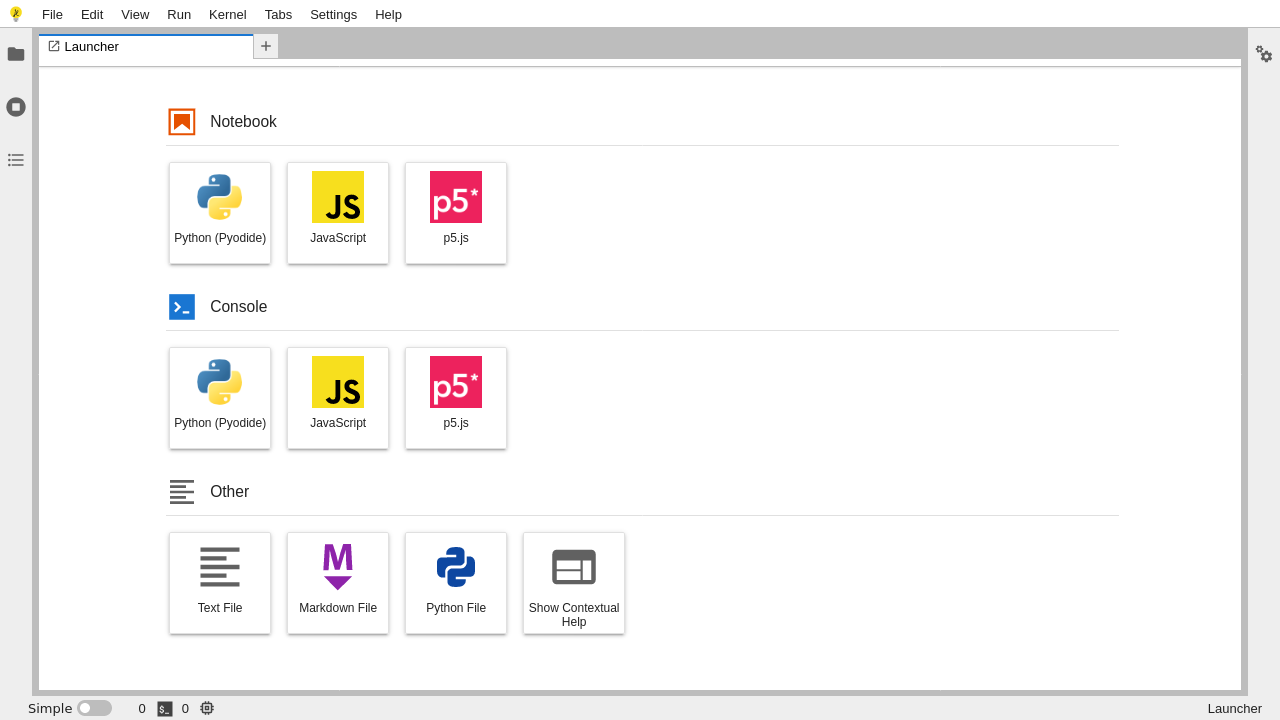 File Edit View Run Kernel Tabs Settings Help
Launcher
Notebook
JS p5*
Python (Pyodide) JavaScript p5.js
Console
JS p5*
Python (Pyodide) JavaScript p5.js
Other
M
Text File Markdown File Python File Show Contextual
Help
Simple 0 $_ 0 Launcher